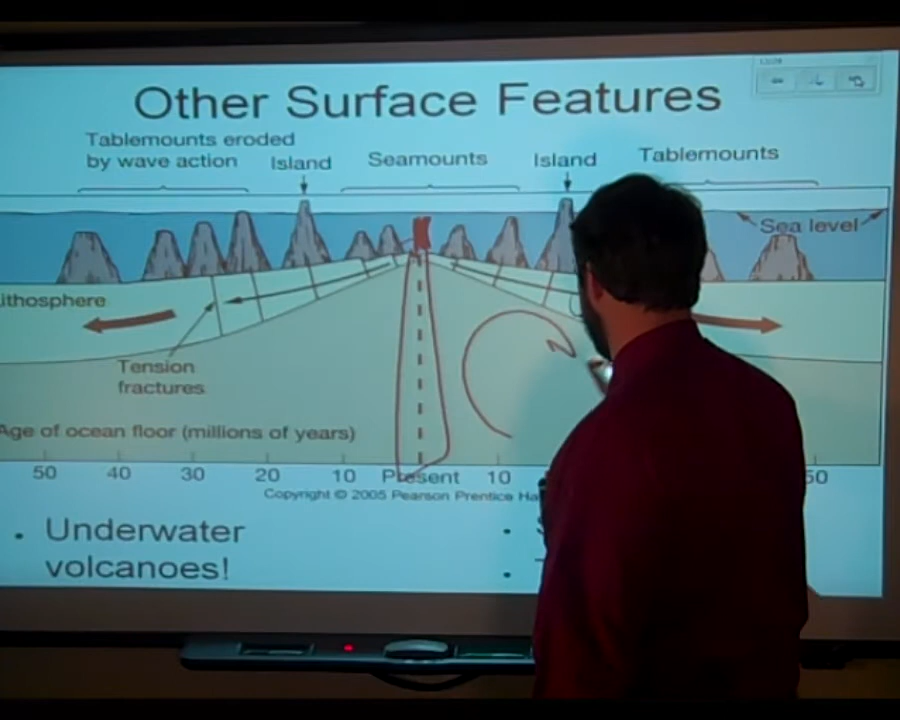 Other Surface Features
Tablemounts eroded
by wave action
Island
Seamounts
Island
Tablemounts
Sea level
ithosphere
Tension
fractures
Age of ocean floor (millions of years)
50 40 30 20 10 Present 10 50
Copyright © 2005 Pearson Prentice Ha
• Underwater
volcanoes!